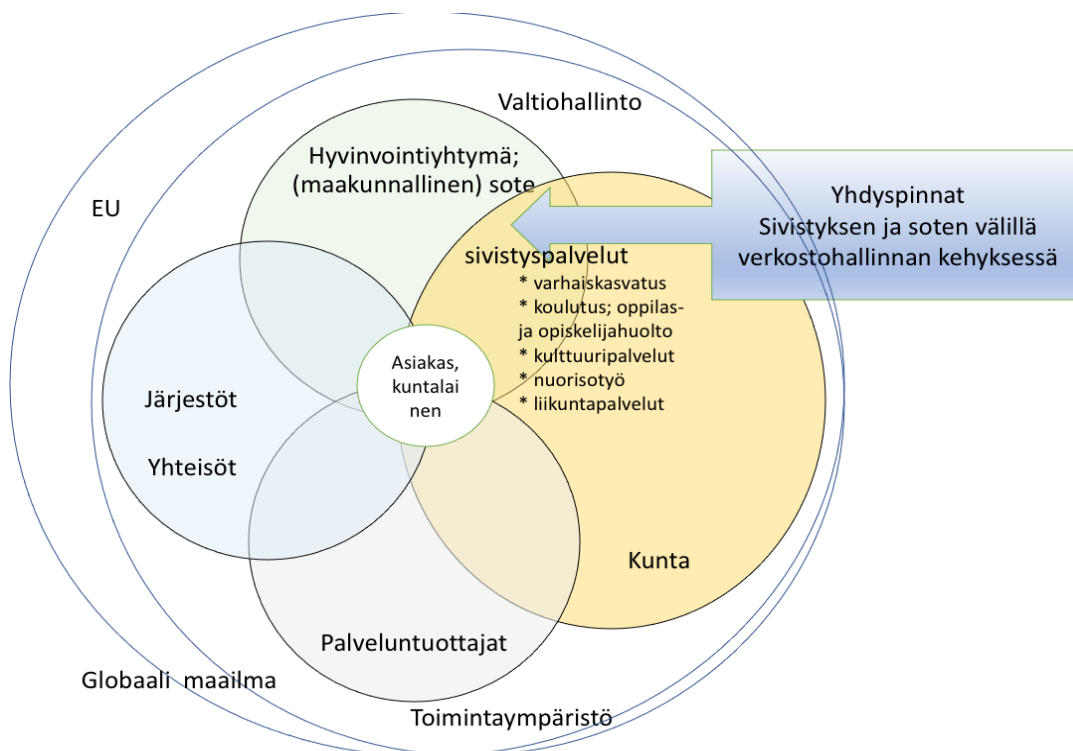 Valtiohallinto
Hyvinvointiyhtymä;
(maakunnallinen) sote
EU
Yhdyspinnat
Sivistyksen ja soten välillä
verkostohallinnan kehyksessä
sivistyspalvelut
* varhaiskasvatus
* koulutus; oppilas-
ja opiskelijahuolto
* kulttuuripalvelut
* nuorisotyö
* liikuntapalvelut
Asiakas,
kuntalai
nen
Järjestöt
Yhteisöt
Kunta
Palveluntuottajat
Globaali maailma
Toimintaympäristö